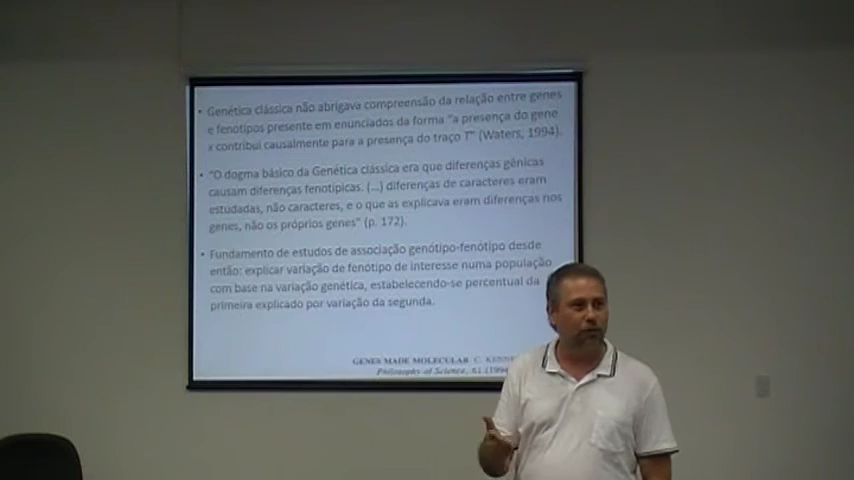 • Genética clássica não abrigava compreensão da relação entre genes
e fenótipos presente em enunciados da forma “a presença do gene
x contribui causalmente para a presença do traço T” (Waters, 1994).
• “O dogma básico da Genética clássica era que diferenças gênicas
causam diferenças fenotípicas. (...) diferenças de caracteres eram
estudadas, não caracteres, e o que as explicava eram diferenças nos
genes, não os próprios genes” (p. 172).
• Fundamento de estudos de associação genótipo-fenótipo desde
então: explicar variação de fenótipo de interesse numa população
com base na variação genética, estabelecendo-se percentual da
primeira explicado por variação da segunda.
GENES MADE MOLECULAR C. KENN
Philosophy of Science, 61 (1994